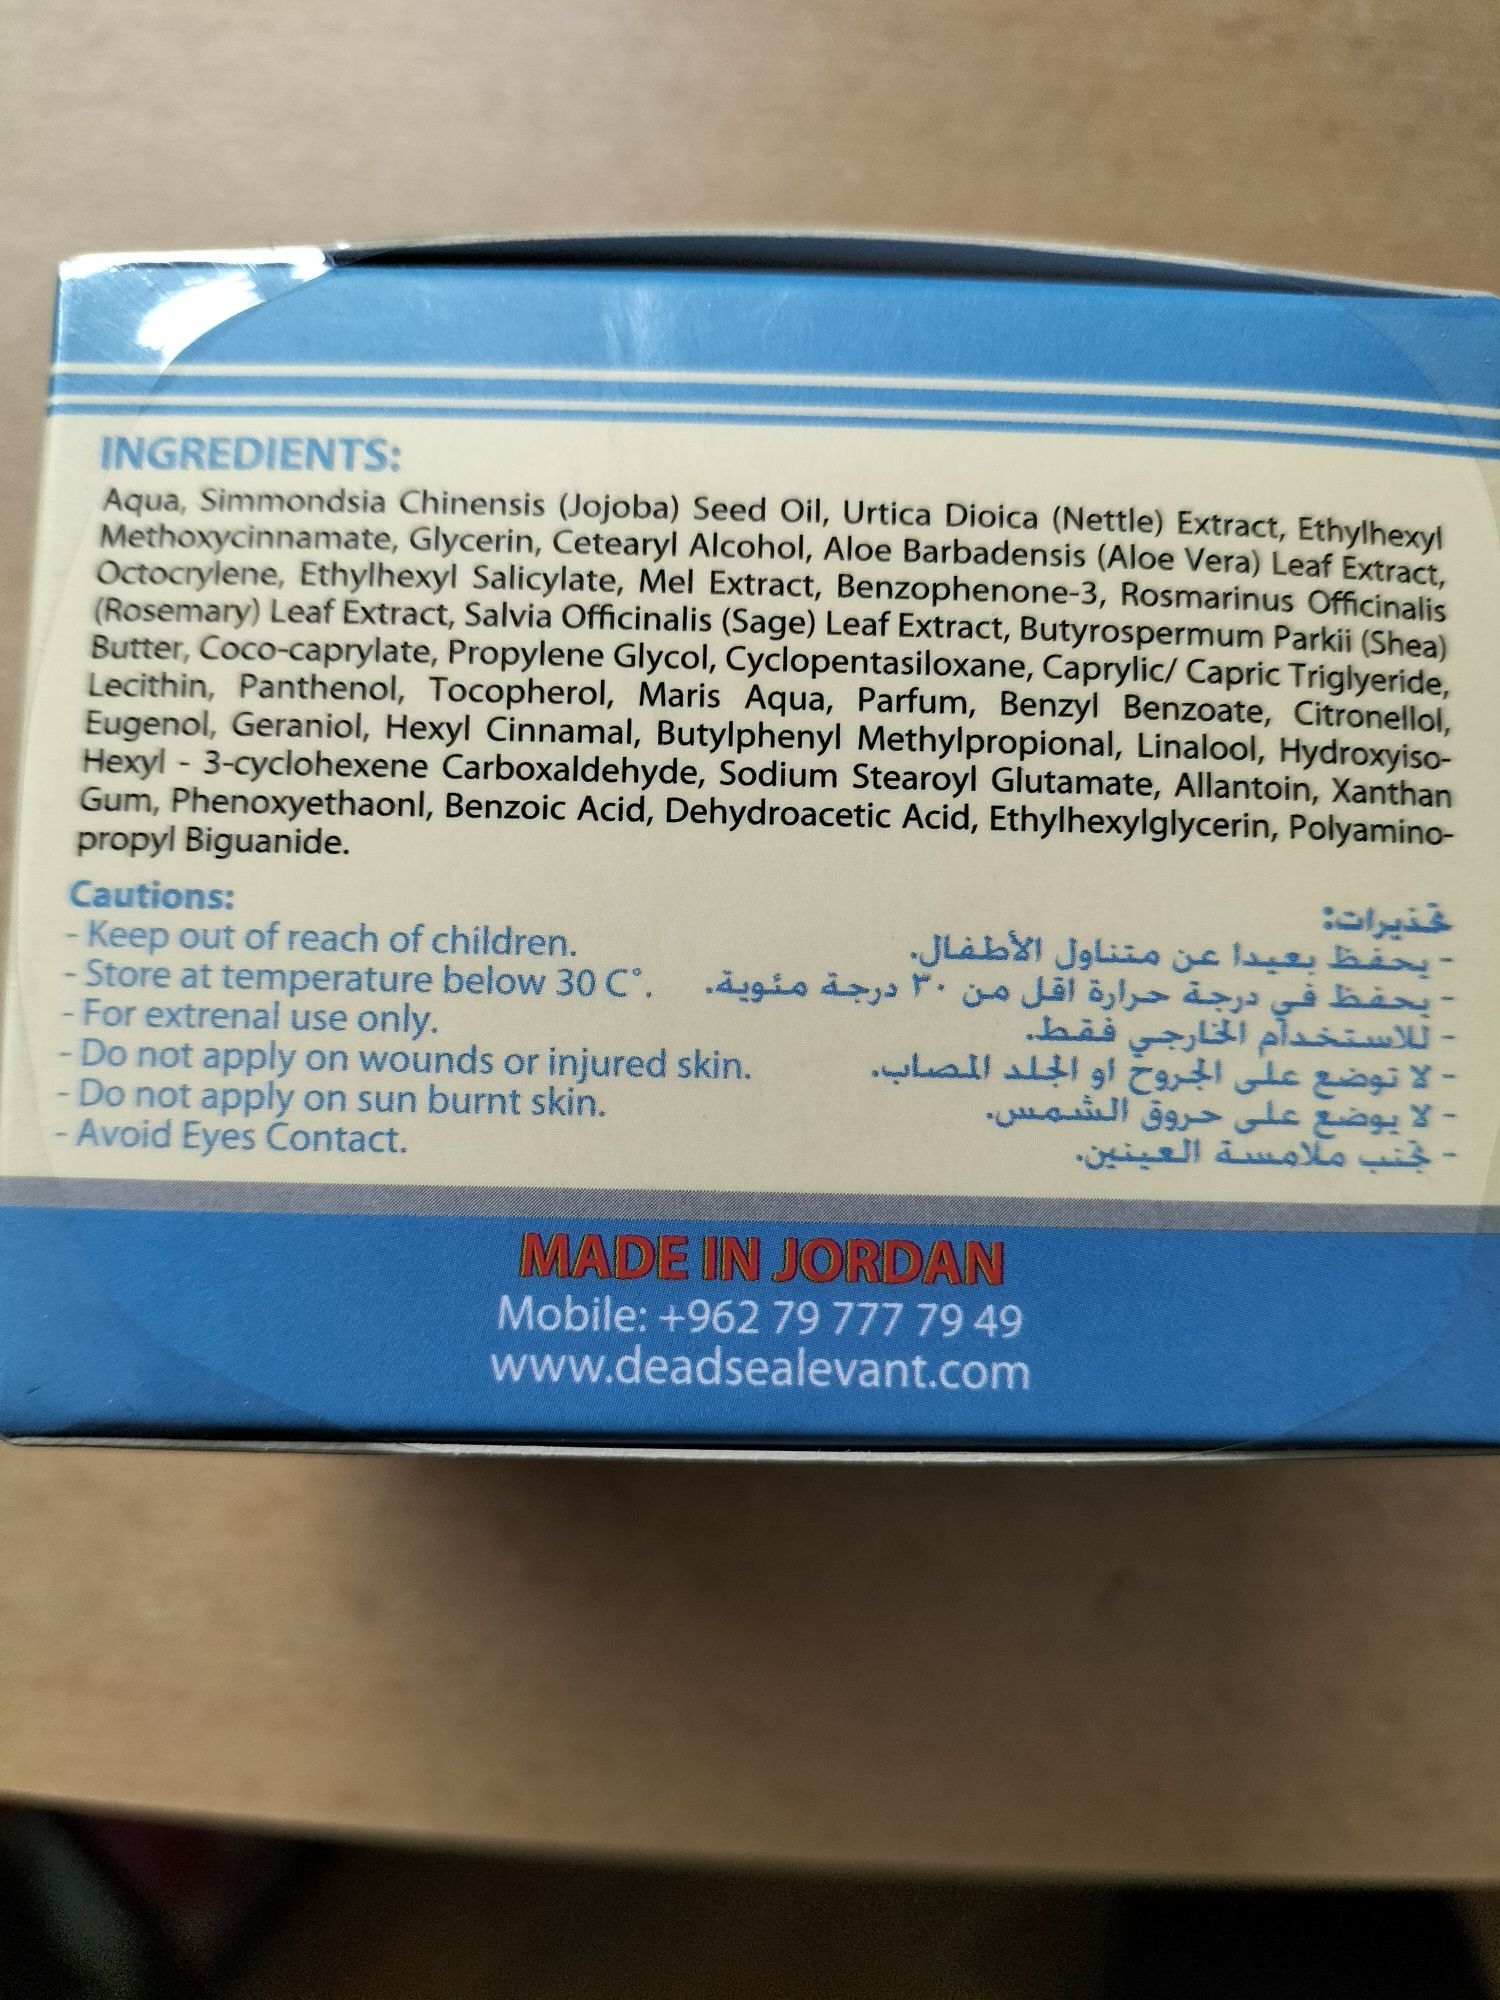 INGREDIENTS:
Aqua, Simmondsia Chinensis (Jojoba) Seed Oil, Urtica Dioica (Nettle) Extract, Ethylhexyl
Methoxycinnamate, Glycerin, Cetearyl Alcohol, Aloe Barbadensis (Aloe Vera) Leaf Extract,
Octocrylene, Ethylhexyl Salicylate, Mel Extract, Benzophenone-3, Rosmarinus Officinalis
(Rosemary) Leaf Extract, Salvia Officinalis (Sage) Leaf Extract, Butyrospermum Parkii (Shea)
Butter, Coco-caprylate, Propylene Glycol, Cyclopentasiloxane, Caprylic/ Capric Triglyeride,
Lecithin, Panthenol, Tocopherol, Maris Aqua, Parfum, Benzyl Benzoate, Citronellol,
Eugenol, Geraniol, Hexyl Cinnamal, Butylphenyl Methylpropional, Linalool, Hydroxyiso-
Hexyl - 3-cyclohexene Carboxaldehyde, Sodium Stearoyl Glutamate, Allantoin, Xanthan
Gum, Phenoxyethaonl, Benzoic Acid, Dehydroacetic Acid, Ethylhexylglycerin, Polyamino-
propyl Biguanide.
Cautions:
- Keep out of reach of children.
- Store at temperature below 30 C°.
- For extrenal use only.
- Do not apply on wounds or injured skin.
- Do not apply on sun burnt skin.
- Avoid Eyes Contact.
تحذيرات:
- يحفظ بعيدا عن متناول الأطفال.
- يحفظ في درجة حرارة اقل من ٣٠ درجة مئوية.
- للاستخدام الخارجي فقط.
- لا توضع على الجروح او الجلد المصاب.
- لا يوضع على حروق الشمس.
- تجنب ملامسة العينين.
MADE IN JORDAN
Mobile: +962 79 777 79 49
www.deadsealevant.com